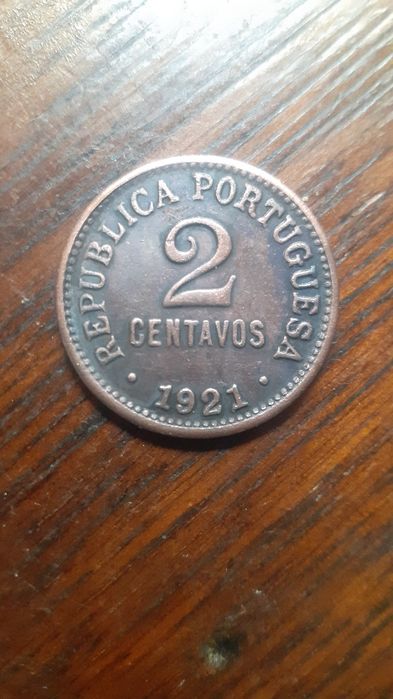 REPUBLICA PORTUGUESA
2
CENTAVOS
· 1921 ·